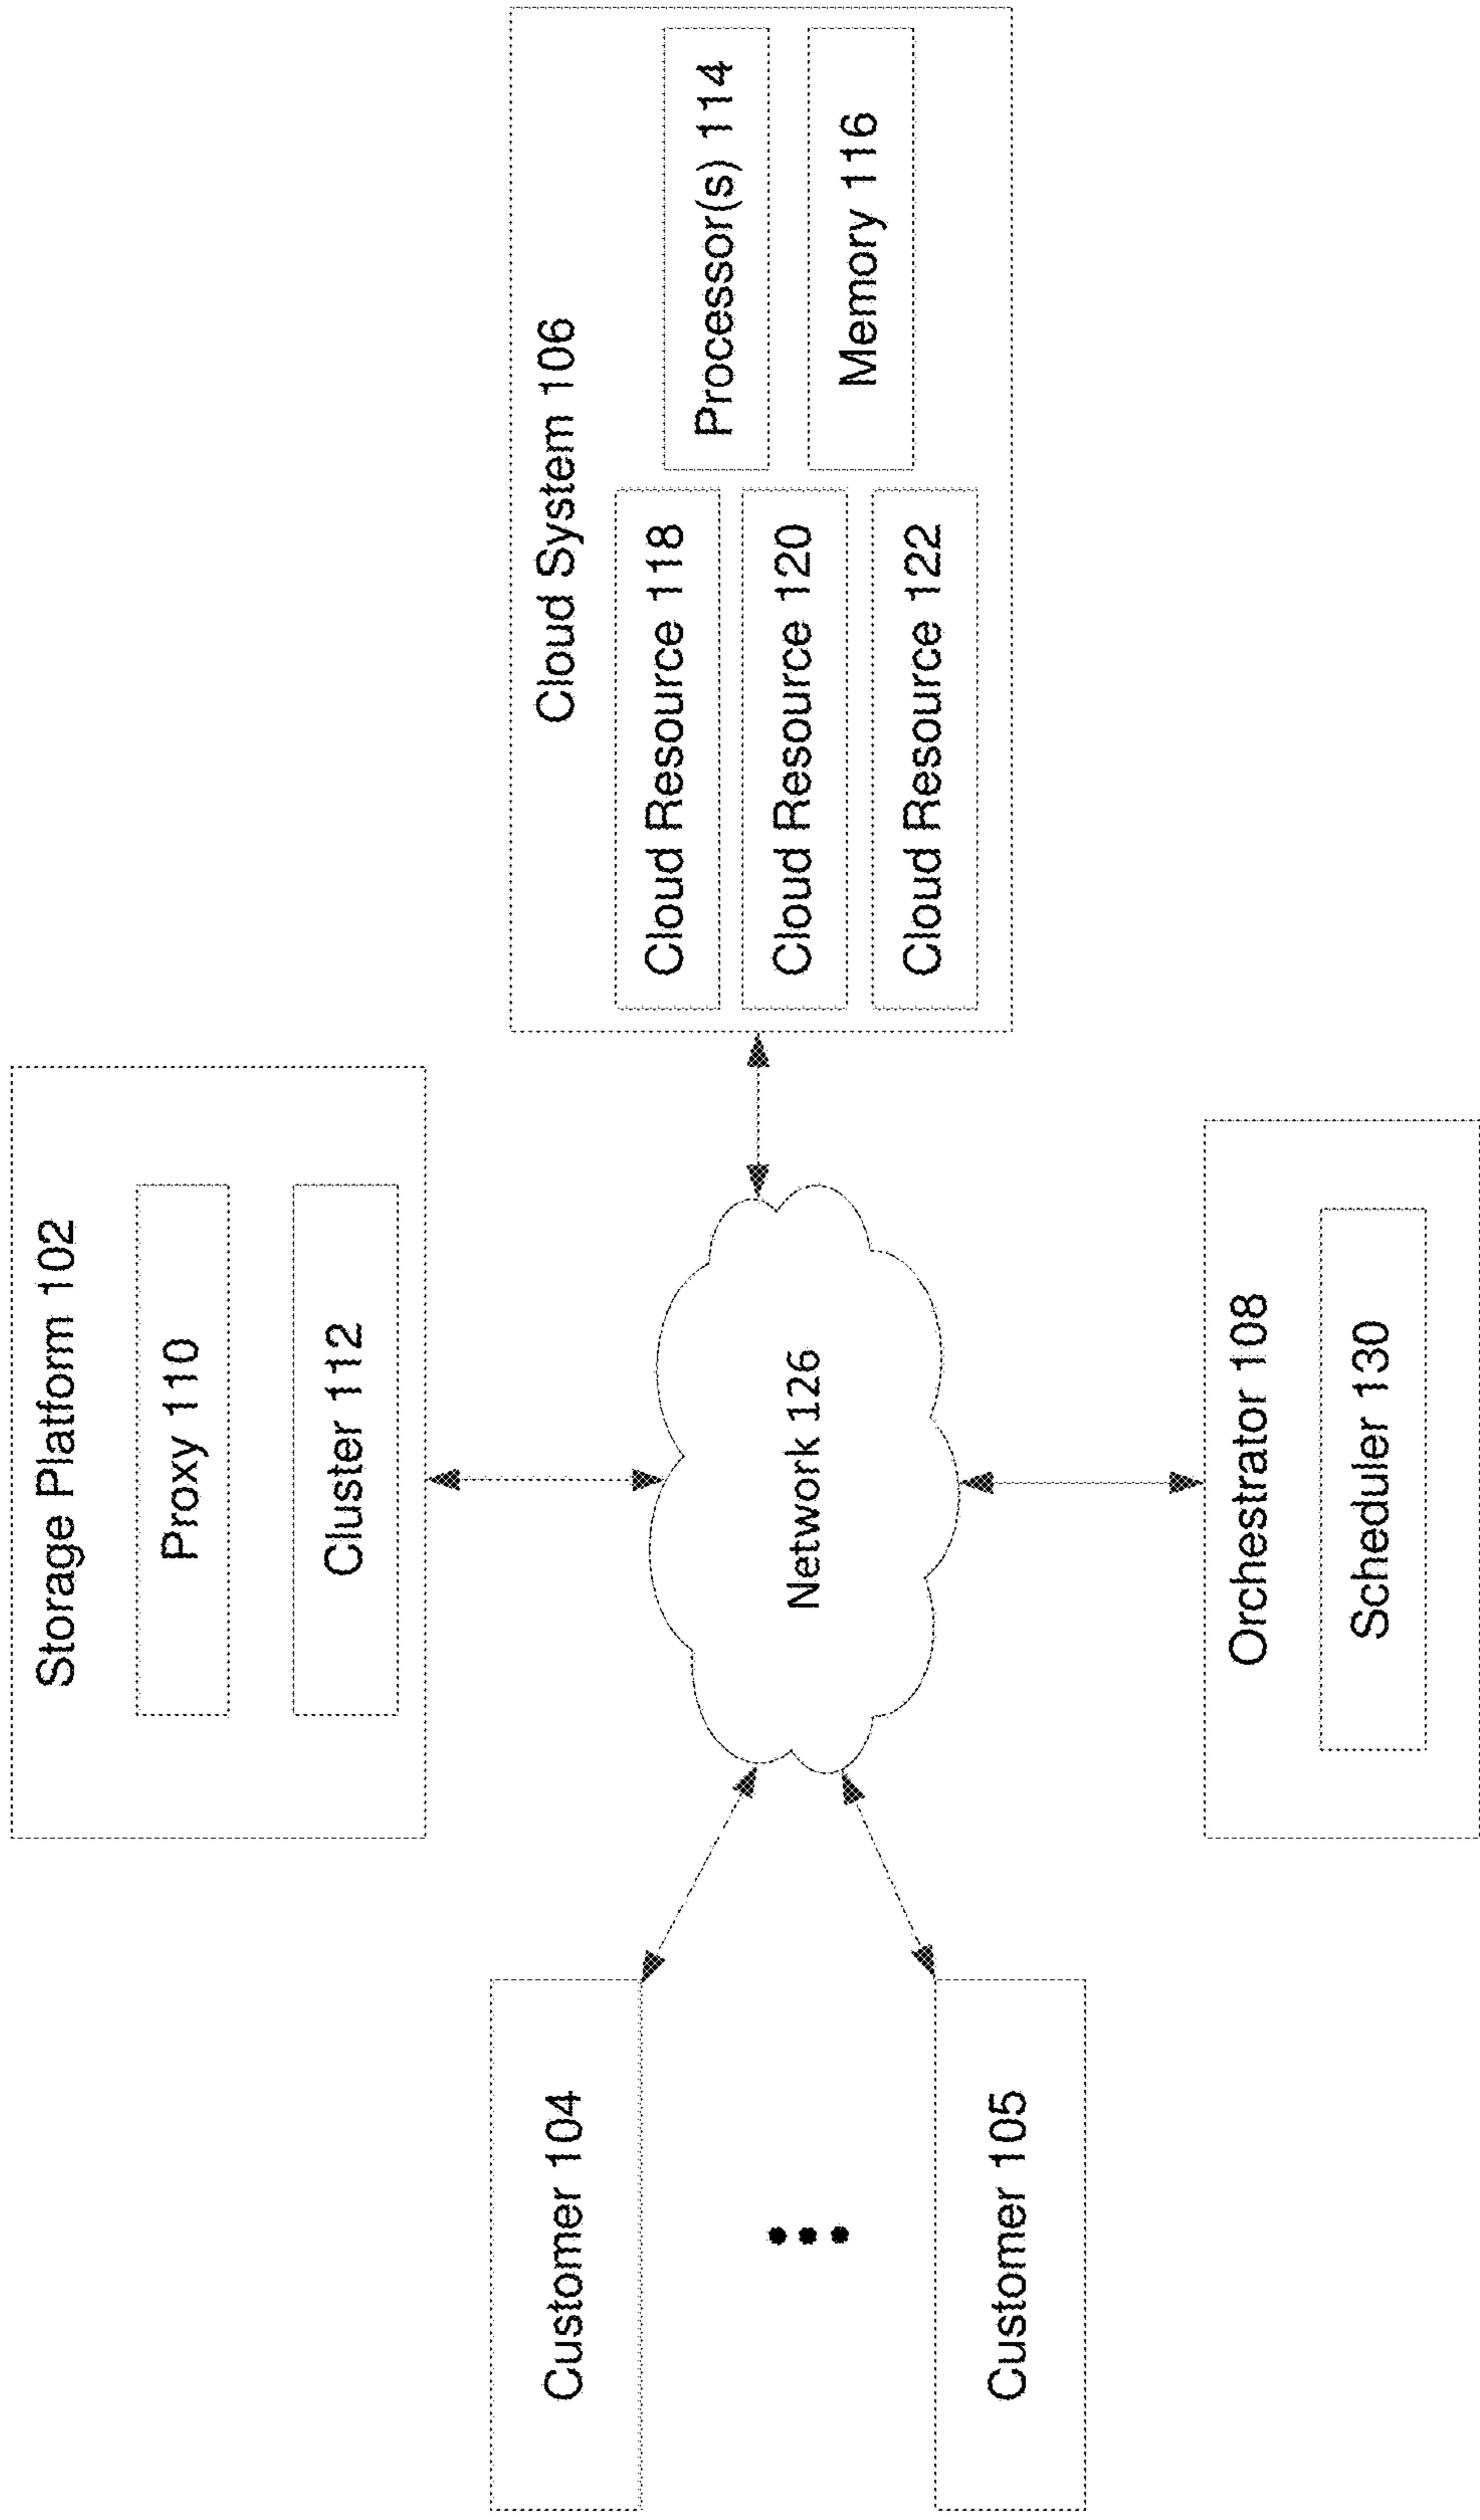 Storage Platform 102
Proxy 110
Cluster 112
Customer 104
Customer 105
Network 126
Cloud System 106
Cloud Resource 118
Cloud Resource 120
Cloud Resource 122
Processor(s) 114
Memory 116
Orchestrator 108
Scheduler 130